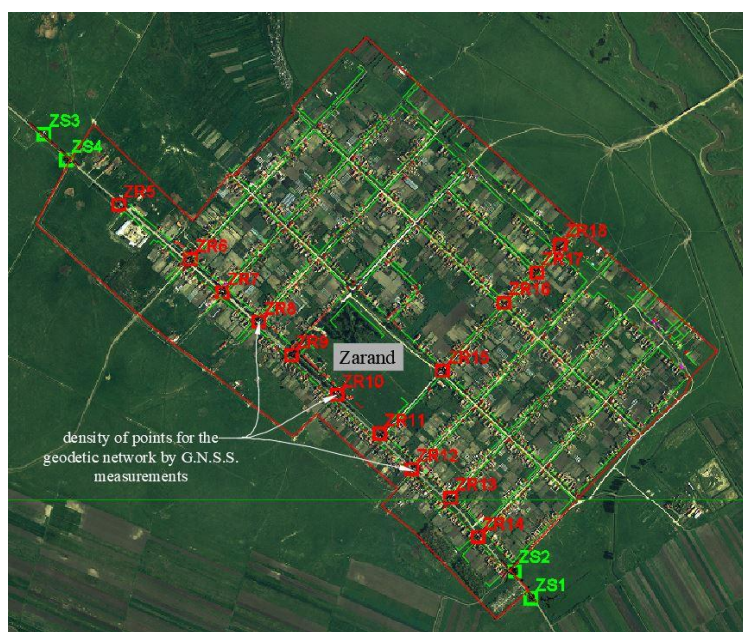 ZS3
ZS4
ZR5
ZR18
ZR6
ZR17
ZR7
ZR16
ZR8
ZR9
Zarand
ZR15
ZR10
ZR11
density of points for the
geodetic network by G.N.S.S.
measurements
ZR12
ZR13
ZR14
ZS2
ZS1